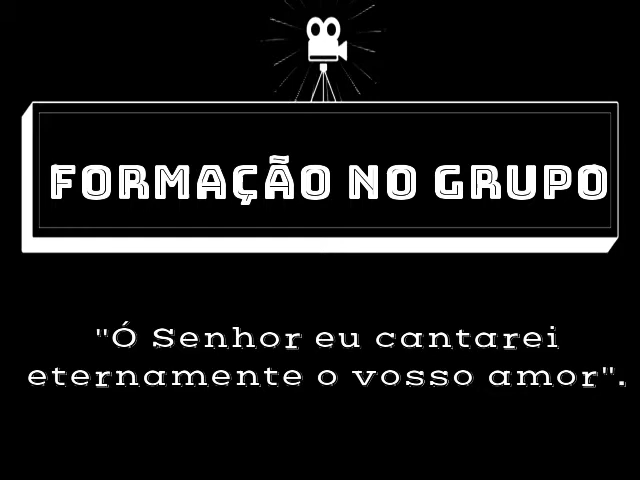 FORMAÇÃO NO GRUPO
"Ó Senhor eu cantarei
eternamente o vosso amor".